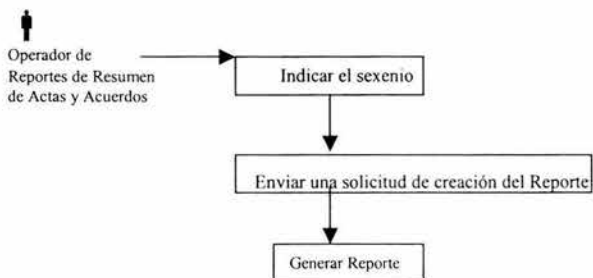 Operador de
Reportes de Resumen
de Actas y Acuerdos
Indicar el sexenio
Enviar una solicitud de creación del Reporte
Generar Reporte